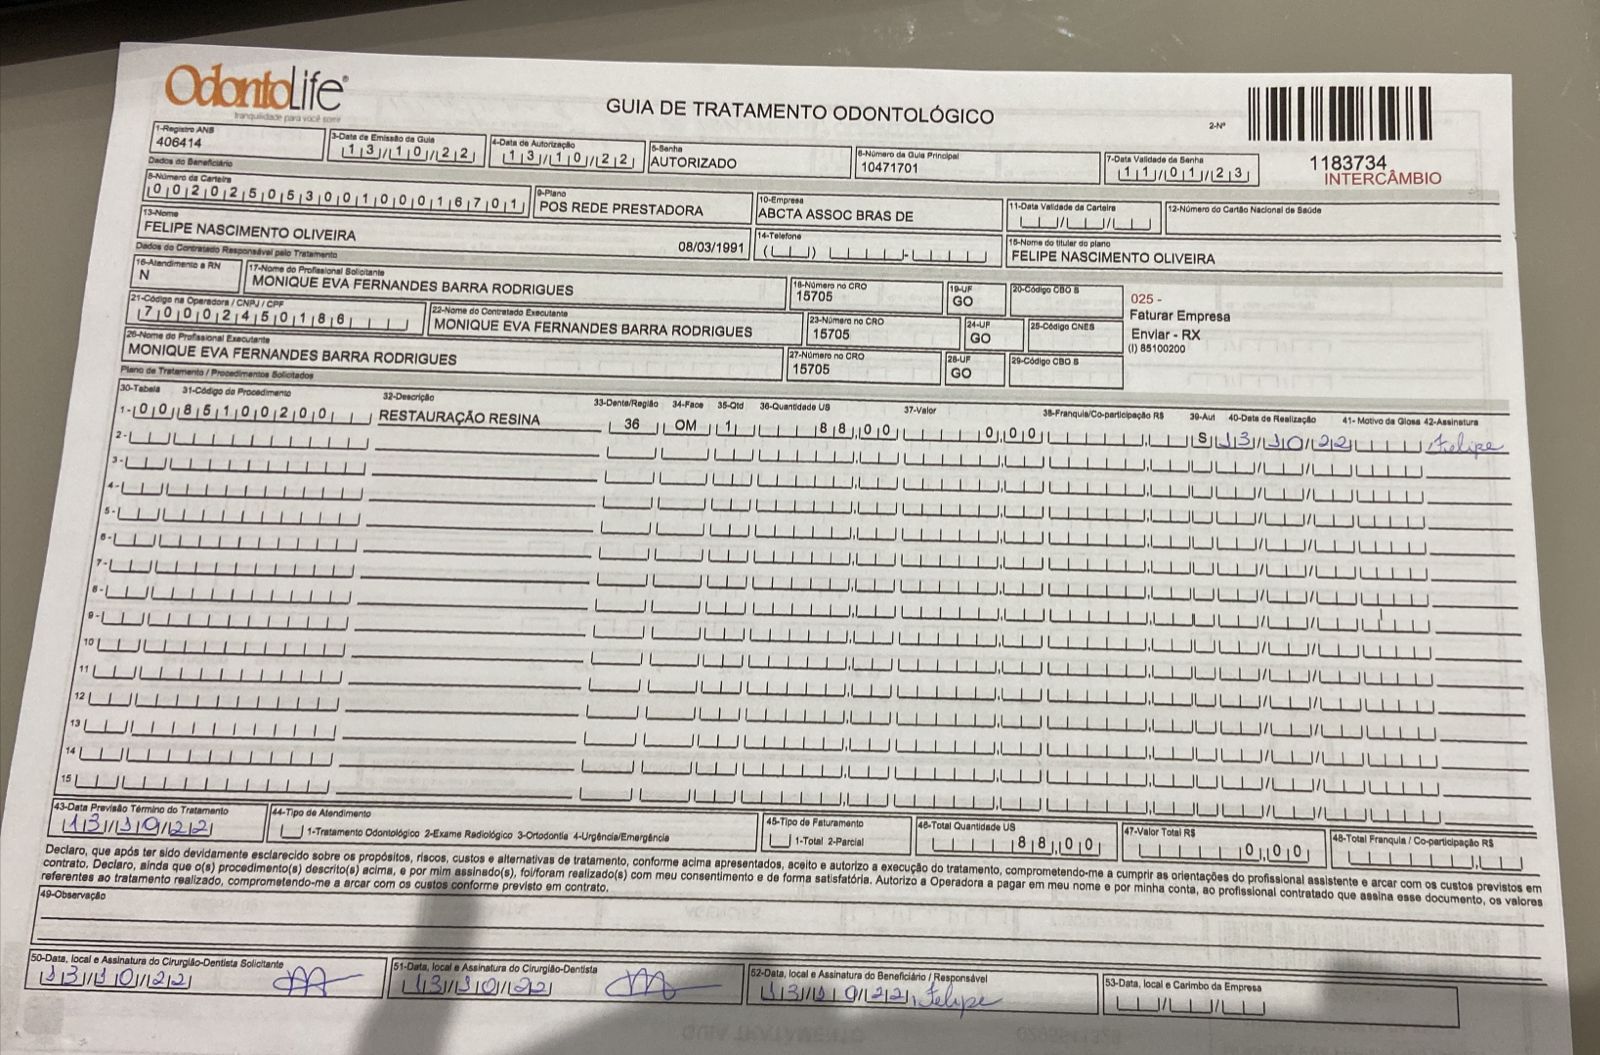 OdontoLife®
tranquilidade para você sorrir
GUIA DE TRATAMENTO ODONTOLÓGICO
2-Nº
1183734
INTERCÂMBIO
1-Registro ANS
406414
3-Data de Emissão da Guia
13/10/22
4-Data de Autorização
13/10/22
5-Senha
AUTORIZADO
6-Número da Guia Principal
10471701
7-Data Validade da Senha
11/01/23
Dados do Beneficiário
8-Número da Carteira
00202505300100016701
9-Plano
POS REDE PRESTADORA
10-Empresa
ABCTA ASSOC BRAS DE
11-Data Validade da Carteira
12-Número do Cartão Nacional de Saúde
13-Nome
FELIPE NASCIMENTO OLIVEIRA
08/03/1991
14-Telefone
15-Nome do titular do plano
FELIPE NASCIMENTO OLIVEIRA
Dados do Contratado Responsável pelo Tratamento
16-Atendimento a RN
N
17-Nome do Profissional Solicitante
MONIQUE EVA FERNANDES BARRA RODRIGUES
18-Número no CRO
15705
19-UF
GO
20-Código CBO S
025 -
Faturar Empresa
Enviar - RX
(I) 85100200
21-Código na Operadora / CNPJ / CPF
70002450186
22-Nome do Contratado Executante
MONIQUE EVA FERNANDES BARRA RODRIGUES
23-Número no CRO
15705
24-UF
GO
25-Código CNES
26-Nome do Profissional Executante
MONIQUE EVA FERNANDES BARRA RODRIGUES
27-Número no CRO
15705
28-UF
GO
29-Código CBO S
Plano de Tratamento / Procedimentos Solicitados
30-Tabela 31-Código do Procedimento 32-Descrição 33-Dente/Região 34-Face 35-Qtd 36-Quantidade US 37-Valor 38-Franquia/Co-participação R$ 39-Aut 40-Data de Realização 41- Motivo da Glosa 42-Assinatura
1- 00 85100200 RESTAURAÇÃO RESINA 36 OM 1 88,00 0,00 S 13/10/22 Felipe
2-
3-
4-
5-
6-
7-
8-
9-
10
11
12
13
14
15
43-Data Previsão Término do Tratamento
13/10/22
44-Tipo de Atendimento
1-Tratamento Odontológico 2-Exame Radiológico 3-Ortodontia 4-Urgência/Emergência
45-Tipo de Faturamento
1-Total 2-Parcial
46-Total Quantidade US
88,00
47-Valor Total R$
0,00
48-Total Franquia / Co-participação R$
Declaro, que após ter sido devidamente esclarecido sobre os propósitos, riscos, custos e alternativas de tratamento, conforme acima apresentados, aceito e autorizo a execução do tratamento, comprometendo-me a cumprir as orientações do profissional assistente e arcar com os custos previstos em
contrato. Declaro, ainda que o(s) procedimento(s) descrito(s) acima, e por mim assinado(s), foi/foram realizado(s) com meu consentimento e de forma satisfatória. Autorizo a Operadora a pagar em meu nome e por minha conta, ao profissional contratado que assina esse documento, os valores
referentes ao tratamento realizado, comprometendo-me a arcar com os custos conforme previsto em contrato.
49-Observação
50-Data, local e Assinatura do Cirurgião-Dentista Solicitante
13/10/22
51-Data, local e Assinatura do Cirurgião-Dentista
13/10/22
52-Data, local e Assinatura do Beneficiário / Responsável
13/10/22, Felipe
53-Data, local e Carimbo da Empresa